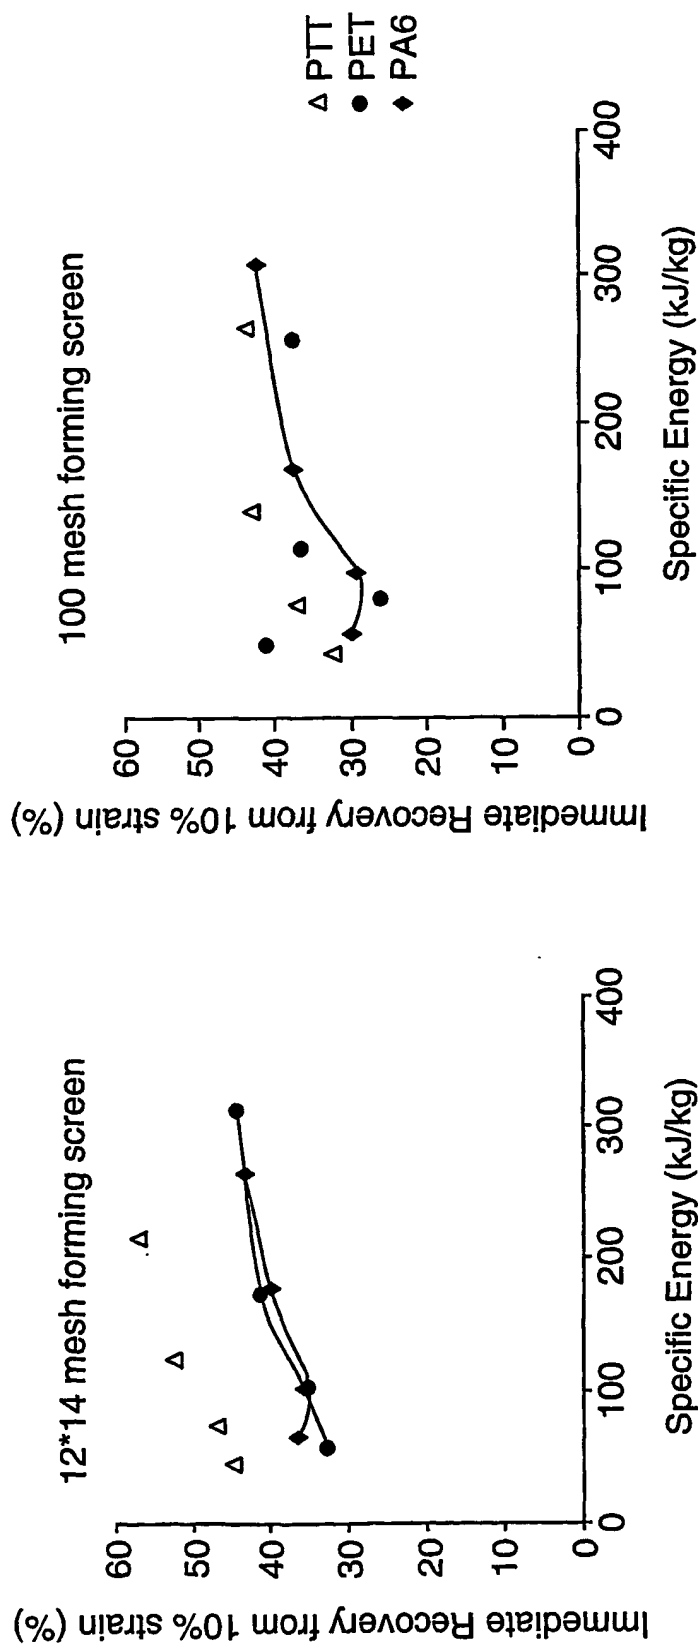 12*14 mesh forming screen
Immediate Recovery from 10% strain (%)
60
50
40
30
20
10
0
0 100 200 300 400
Specific Energy (kJ/kg)
100 mesh forming screen
Immediate Recovery from 10% strain (%)
60
50
40
30
20
10
0
0 100 200 300 400
Specific Energy (kJ/kg)
PTT
PET
PA6